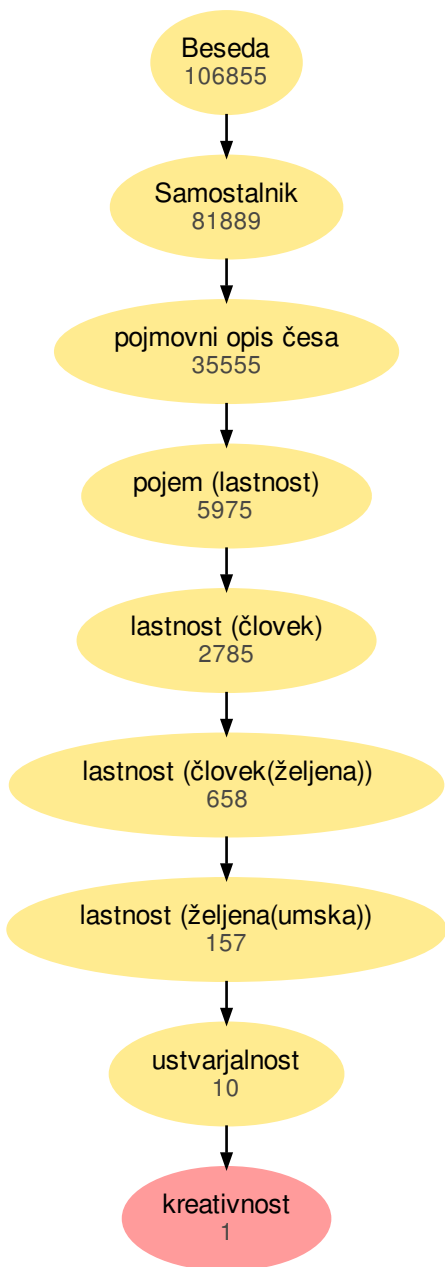 Beseda
106855
Samostalnik
81889
pojmovni opis česa
35555
pojem (lastnost)
5975
lastnost (človek)
2785
lastnost (človek(željena))
658
lastnost (željena(umska))
157
ustvarjalnost
10
kreativnost
1